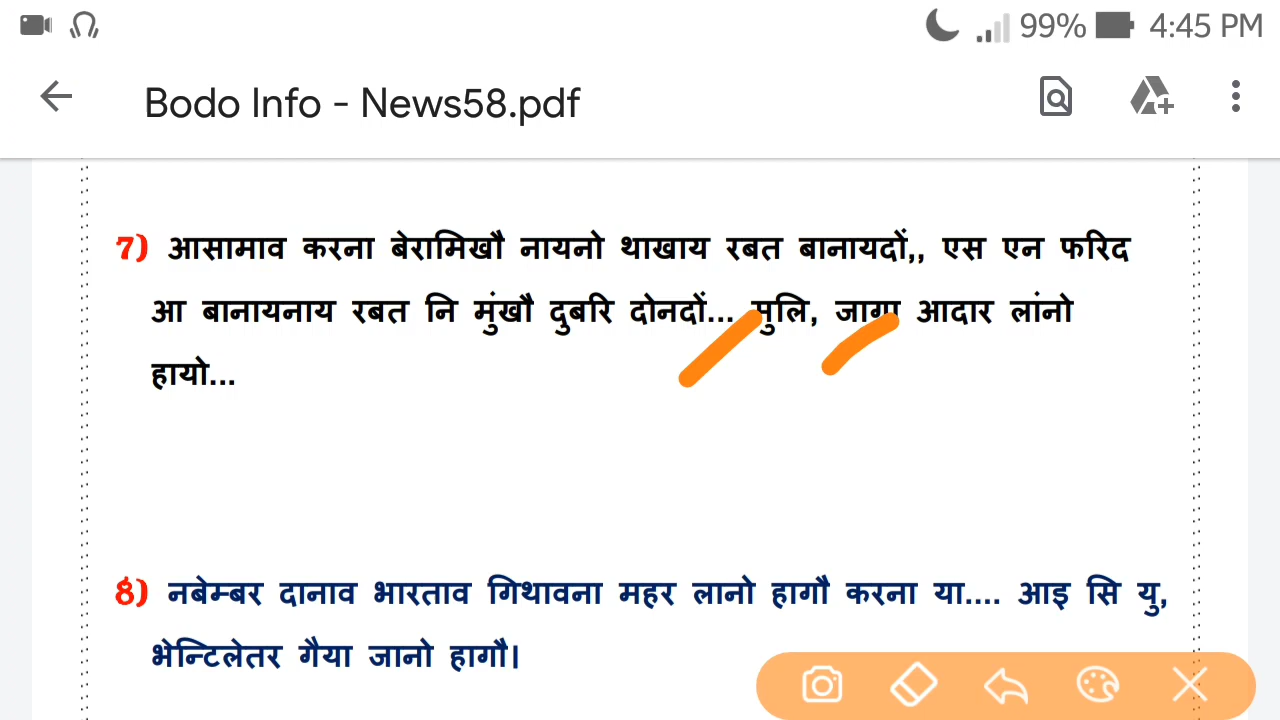 99% 4:45 PM
Bodo Info - News58.pdf
7) आसामाव करना बेरामिखौ नायनो थाखाय रबत बानायदों,, एस एन फरिद
आ बानायनाय रबत नि मुंखौ दुबरि दोनदों... मुलि, जागा आदार लांनो
हायो...
8) नबेम्बर दानाव भारताव गिथावना महर लानो हागौ करना या.... आइ सि यु,
भेन्टिलेतर गैया जानो हागौ।